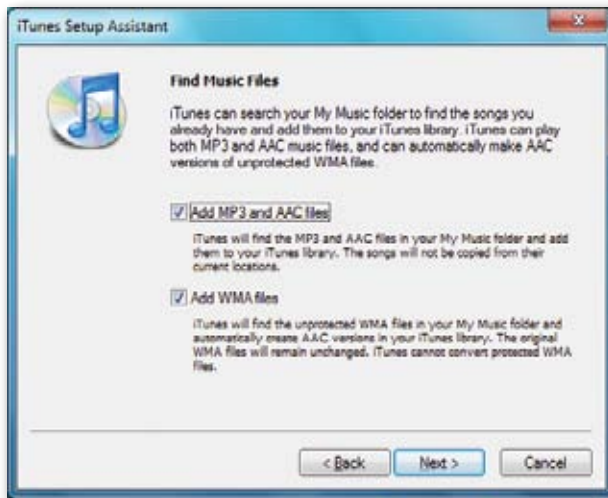 iTunes Setup Assistant
Find Music Files
iTunes can search your My Music folder to find the songs you
already have and add them to your iTunes library. iTunes can play
both MP3 and AAC music files, and can automatically make AAC
versions of unprotected WMA files.
Add MP3 and AAC files
iTunes will find the MP3 and AAC files in your My Music folder and add
them to your iTunes library. The songs will not be copied from their
current locations.
Add WMA files
iTunes will find the unprotected WMA files in your My Music folder and
automatically create AAC versions in your iTunes library. The original
WMA files will remain unchanged. iTunes cannot convert protected WMA
files.
< Back Next > Cancel